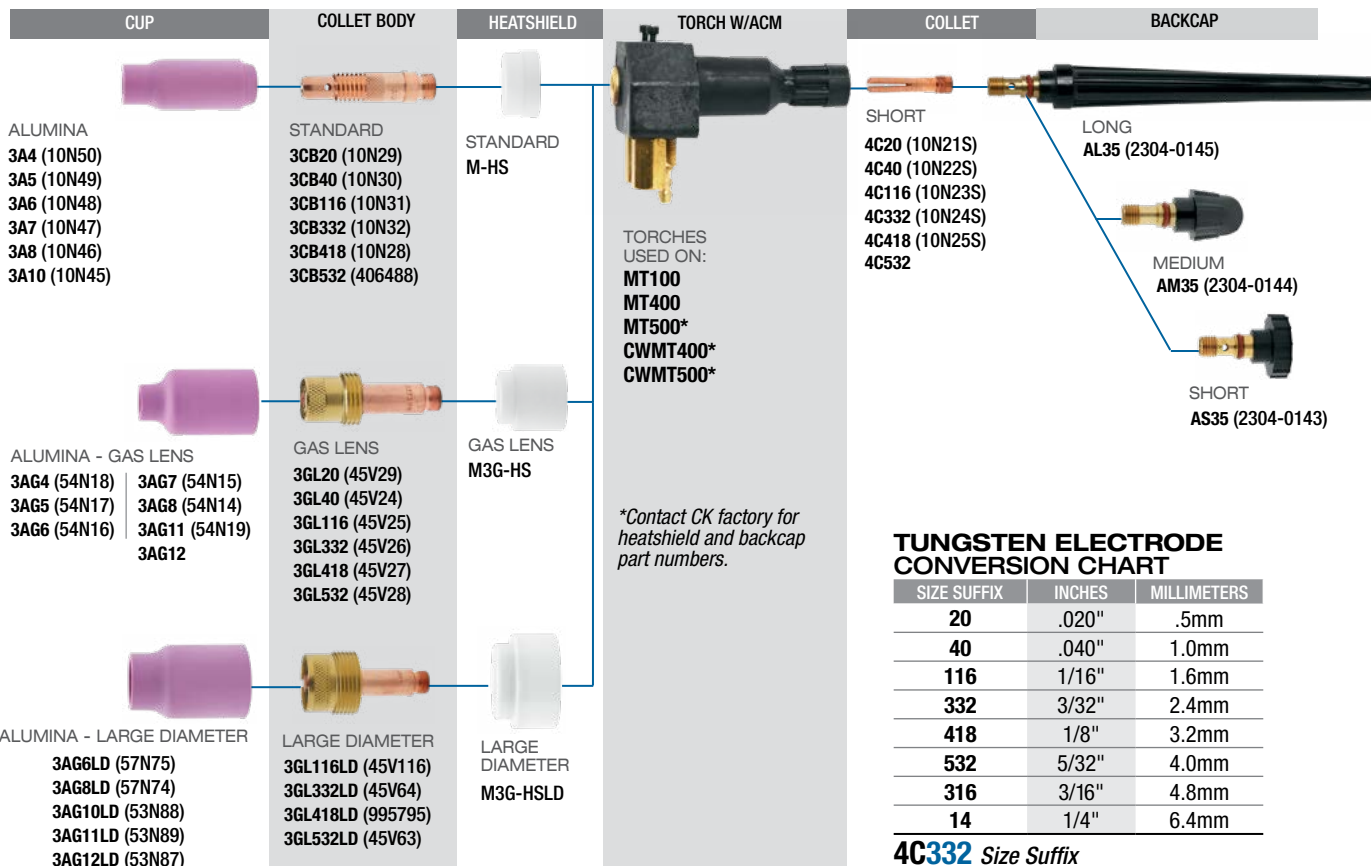 CUP
COLLET BODY
HEATSHIELD
TORCH W/ACM
COLLET
BACKCAP
ALUMINA
3A4 (10N50)
3A5 (10N49)
3A6 (10N48)
3A7 (10N47)
3A8 (10N46)
3A10 (10N45)
STANDARD
3CB20 (10N29)
3CB40 (10N30)
3CB116 (10N31)
3CB332 (10N32)
3CB418 (10N28)
3CB532 (406488)
STANDARD
M-HS
TORCHES
USED ON:
MT100
MT400
MT500*
CWMT400*
CWMT500*
*Contact CK factory for
heatshield and backcap
part numbers.
SHORT
4C20 (10N21S)
4C40 (10N22S)
4C116 (10N23S)
4C332 (10N24S)
4C418 (10N25S)
4C532
LONG
AL35 (2304-0145)
MEDIUM
AM35 (2304-0144)
SHORT
AS35 (2304-0143)
ALUMINA - GAS LENS
3AG4 (54N18)
3AG5 (54N17)
3AG6 (54N16)
3AG7 (54N15)
3AG8 (54N14)
3AG11 (54N19)
3AG12
GAS LENS
3GL20 (45V29)
3GL40 (45V24)
3GL116 (45V25)
3GL332 (45V26)
3GL418 (45V27)
3GL532 (45V28)
GAS LENS
M3G-HS
ALUMINA - LARGE DIAMETER
3AG6LD (57N75)
3AG8LD (57N74)
3AG10LD (53N88)
3AG11LD (53N89)
3AG12LD (53N87)
LARGE DIAMETER
3GL116LD (45V116)
3GL332LD (45V64)
3GL418LD (995795)
3GL532LD (45V63)
LARGE
DIAMETER
M3G-HSLD
TUNGSTEN ELECTRODE
CONVERSION CHART
SIZE SUFFIX INCHES MILLIMETERS
20 .020" .5mm
40 .040" 1.0mm
116 1/16" 1.6mm
332 3/32" 2.4mm
418 1/8" 3.2mm
532 5/32" 4.0mm
316 3/16" 4.8mm
14 1/4" 6.4mm
4C332 Size Suffix